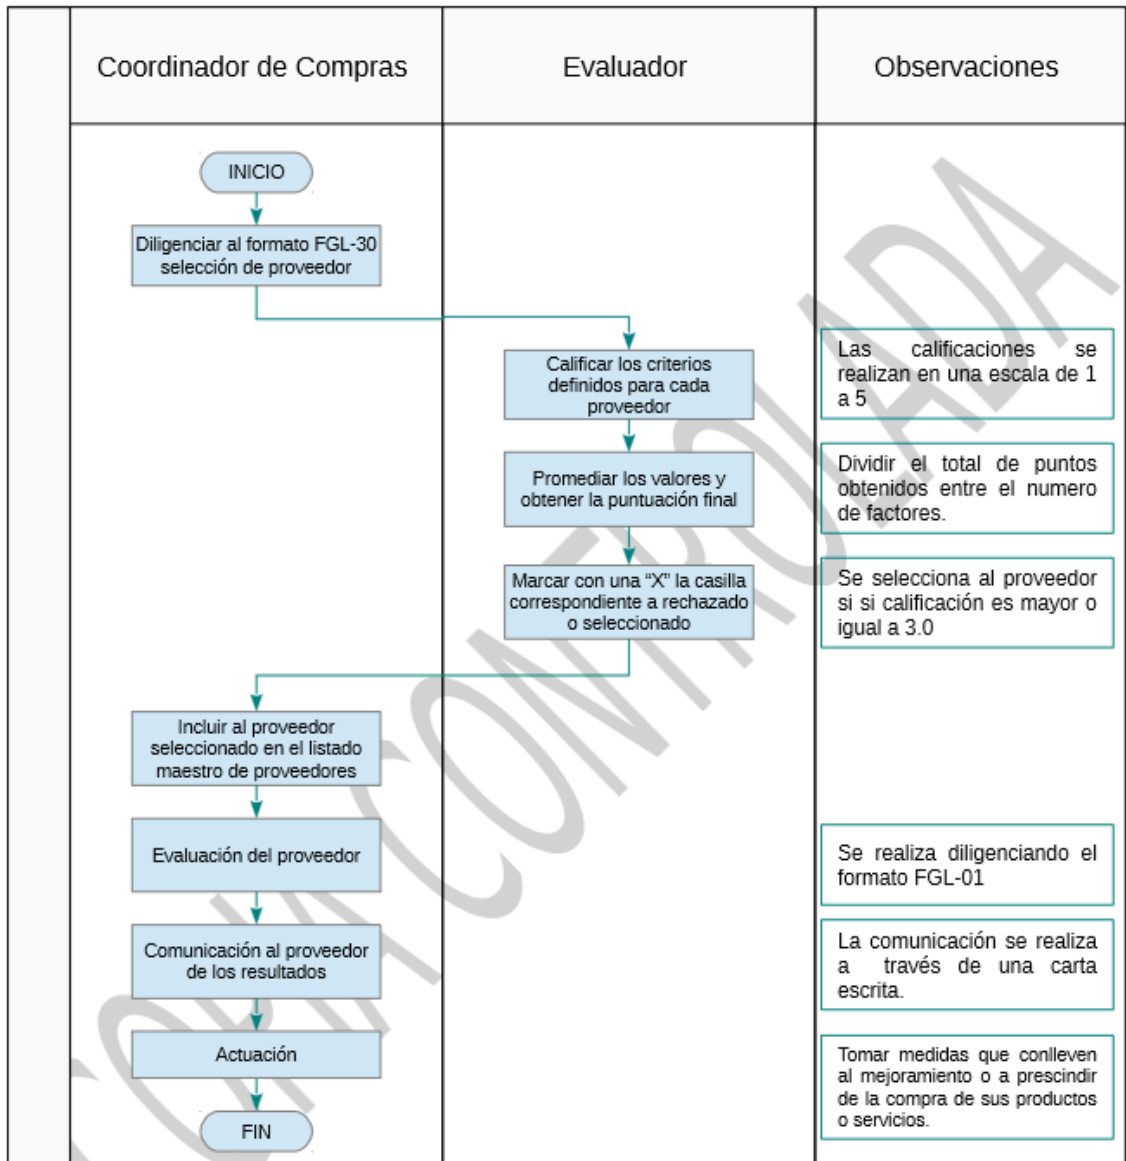 Coordinador de Compras
Evaluador
Observaciones
INICIO
Diligenciar al formato FGL-30
selección de proveedor
Calificar los criterios
definidos para cada
proveedor
Las calificaciones se
realizan en una escala de 1
a 5
Promediar los valores y
obtener la puntuación final
Dividir el total de puntos
obtenidos entre el numero
de factores.
Marcar con una “X” la casilla
correspondiente a rechazado
o seleccionado
Se selecciona al proveedor
si si calificación es mayor o
igual a 3.0
Incluir al proveedor
seleccionado en el listado
maestro de proveedores
Evaluación del proveedor
Se realiza diligenciando el
formato FGL-01
Comunicación al proveedor
de los resultados
La comunicación se realiza
a través de una carta
escrita.
Actuación
Tomar medidas que conlleven
al mejoramiento o a prescindir
de la compra de sus productos
o servicios.
FIN
CONTROLADA